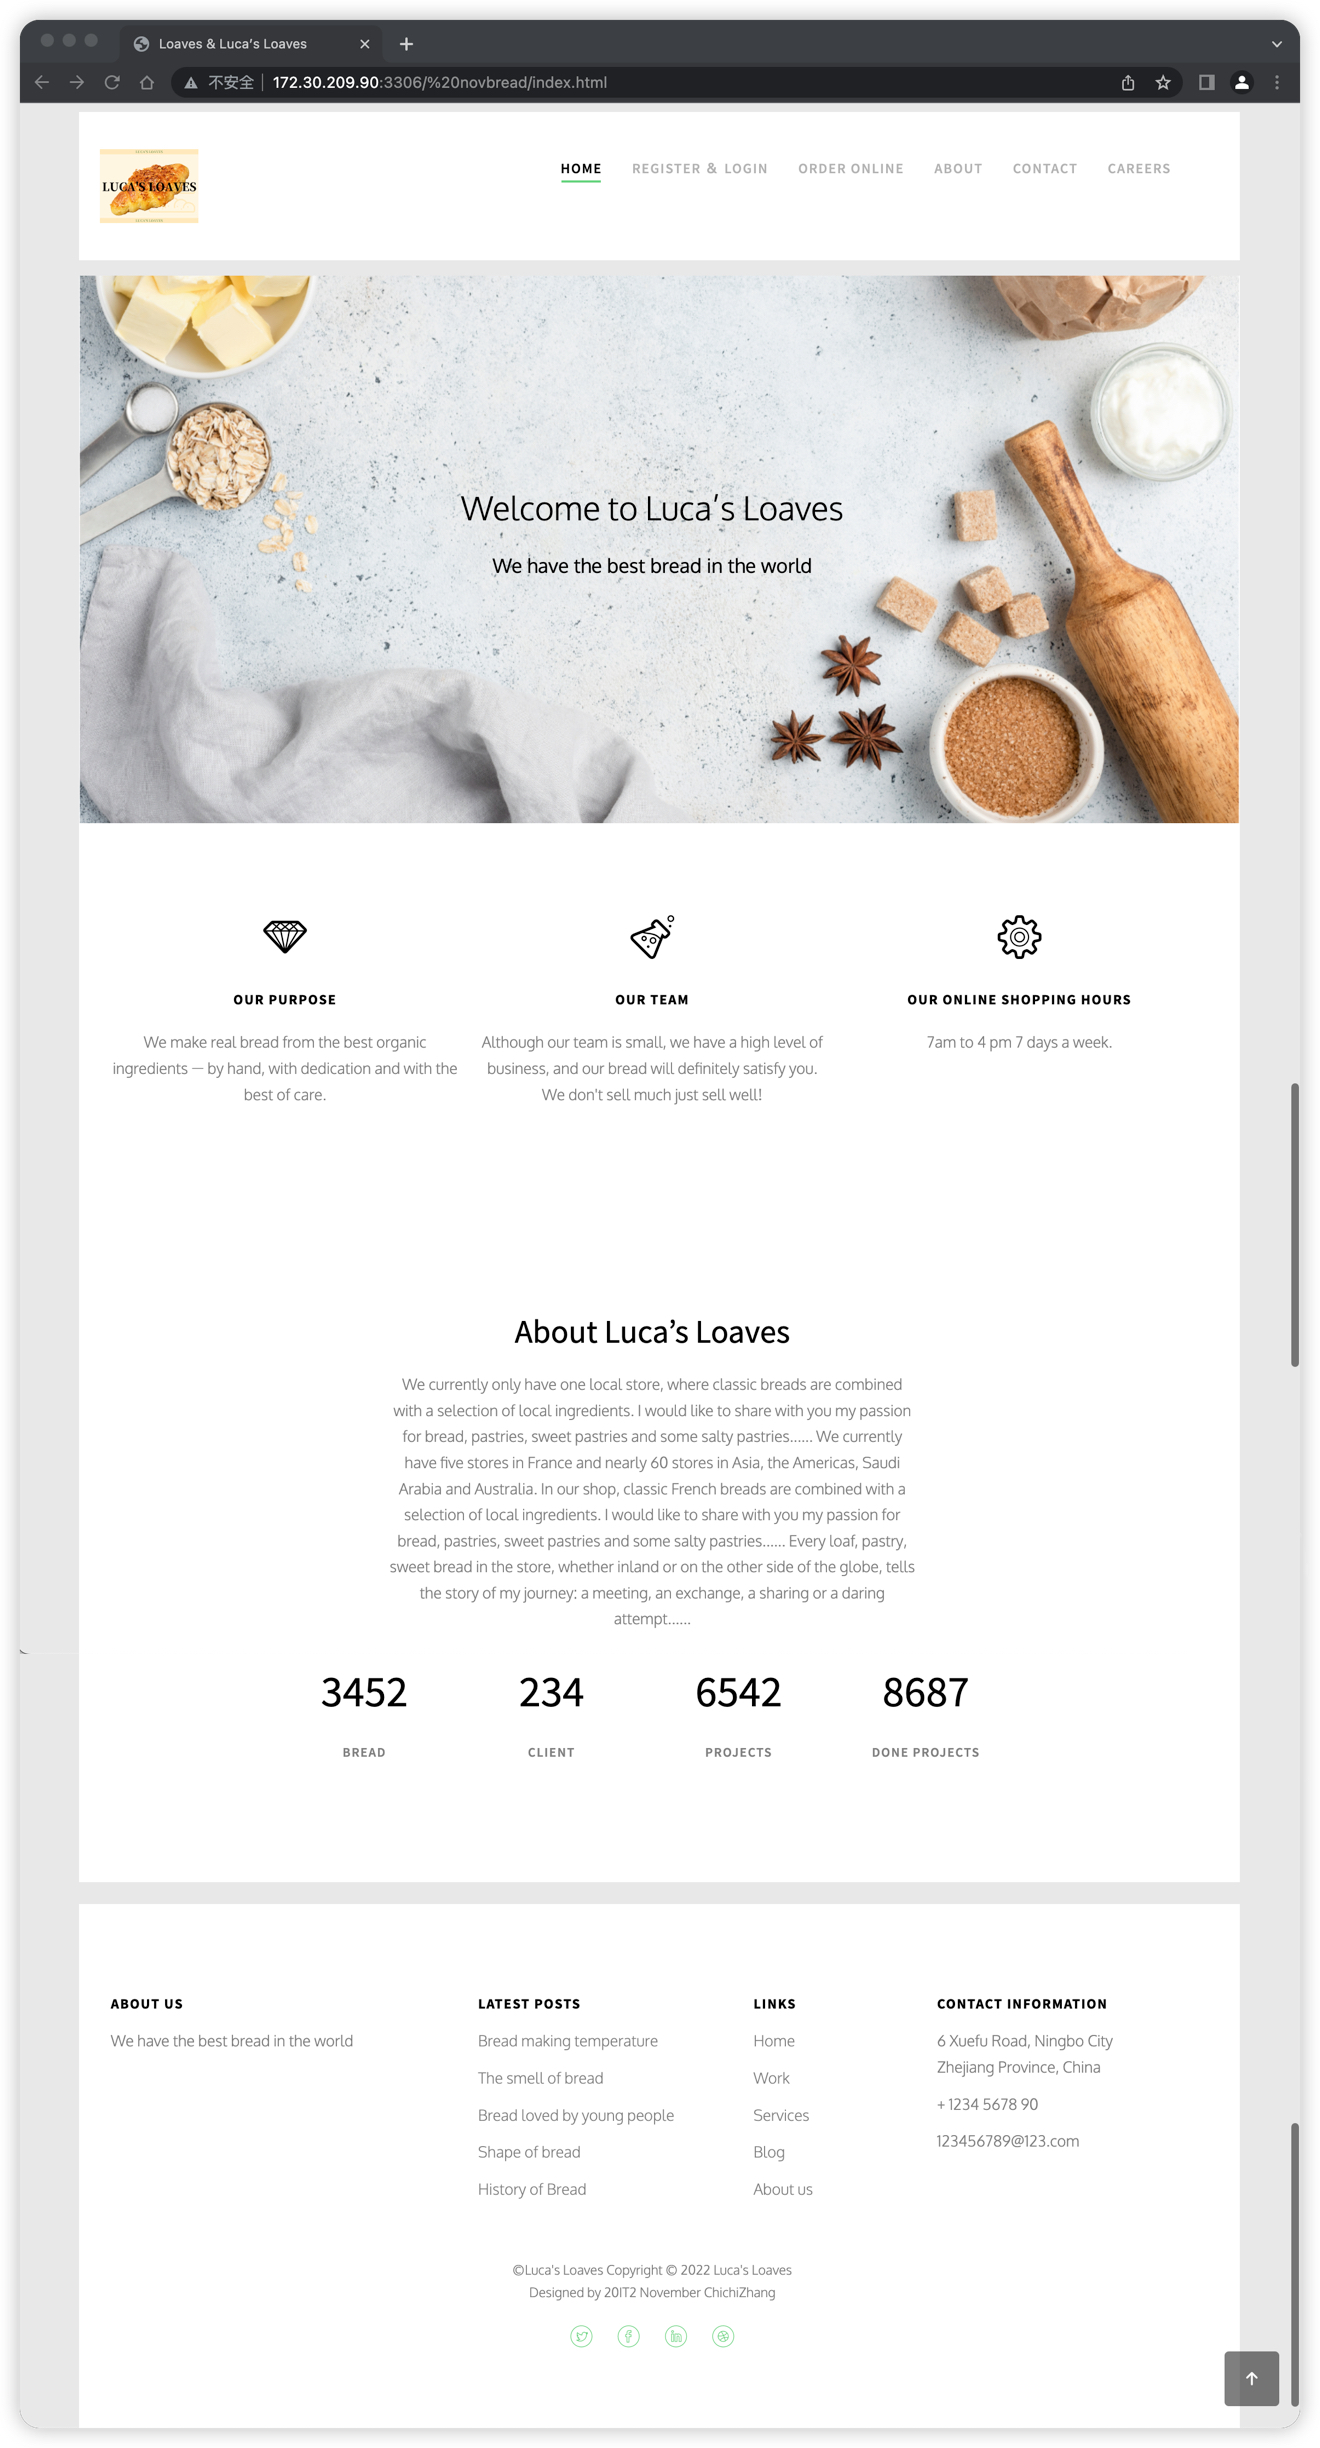 Loaves & Luca's Loaves
不安全 172.30.209.90:3306/%20novbread/index.html
LUCA'S LOAVES
HOME REGISTER & LOGIN ORDER ONLINE ABOUT CONTACT CAREERS
Welcome to Luca's Loaves
We have the best bread in the world
OUR PURPOSE
We make real bread from the best organic
ingredients — by hand, with dedication and with the
best of care.
OUR TEAM
Although our team is small, we have a high level of
business, and our bread will definitely satisfy you.
We don't sell much just sell well!
OUR ONLINE SHOPPING HOURS
7am to 4 pm 7 days a week.
About Luca's Loaves
We currently only have one local store, where classic breads are combined
with a selection of local ingredients. I would like to share with you my passion
for bread, pastries, sweet pastries and some salty pastries...... We currently
have five stores in France and nearly 60 stores in Asia, the Americas, Saudi
Arabia and Australia. In our shop, classic French breads are combined with a
selection of local ingredients. I would like to share with you my passion for
bread, pastries, sweet pastries and some salty pastries...... Every loaf, pastry,
sweet bread in the store, whether inland or on the other side of the globe, tells
the story of my journey: a meeting, an exchange, a sharing or a daring
attempt......
3452 234 6542 8687
BREAD CLIENT PROJECTS DONE PROJECTS
ABOUT US
We have the best bread in the world
LATEST POSTS
Bread making temperature
The smell of bread
Bread loved by young people
Shape of bread
History of Bread
LINKS
Home
Work
Services
Blog
About us
CONTACT INFORMATION
6 Xuefu Road, Ningbo City
Zhejiang Province, China
+ 1234 5678 90
123456789@123.com
©Luca's Loaves Copyright © 2022 Luca's Loaves
Designed by 20IT2 November ChichiZhang